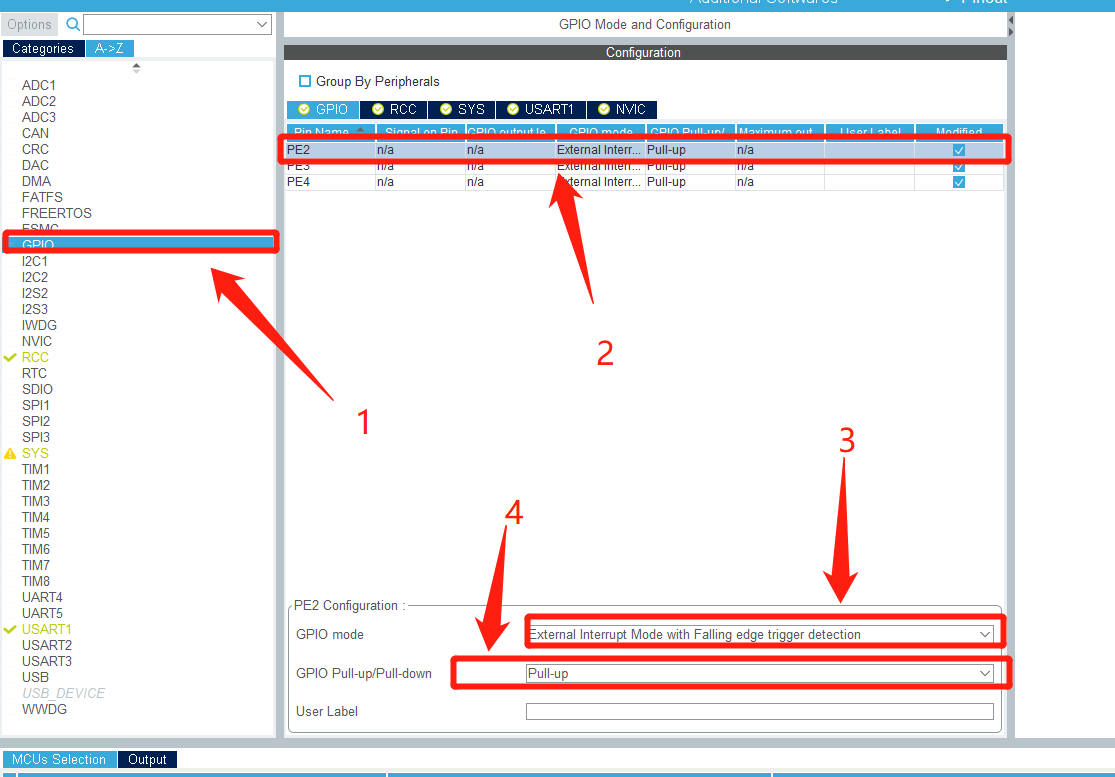 Additional Softwares Pinout
Options
GPIO Mode and Configuration
Categories A->Z
Configuration
Group By Peripherals
GPIO RCC SYS USART1 NVIC
Pin Name Signal on Pin GPIO output le... GPIO mode GPIO Pull-up/... Maximum out... User Label Modified
PE2 n/a n/a External Interr... Pull-up n/a
PE3 n/a n/a External Interr... Pull-up n/a
PE4 n/a n/a External Interr... Pull-up n/a
ADC1
ADC2
ADC3
CAN
CRC
DAC
DMA
FATFS
FREERTOS
FSMC
GPIO
I2C1
I2C2
I2S2
I2S3
IWDG
NVIC
RCC
RTC
SDIO
SPI1
SPI2
SPI3
SYS
TIM1
TIM2
TIM3
TIM4
TIM5
TIM6
TIM7
TIM8
UART4
UART5
USART1
USART2
USART3
USB
USB_DEVICE
WWDG
1
2
3
4
PE2 Configuration :
GPIO mode External Interrupt Mode with Falling edge trigger detection
GPIO Pull-up/Pull-down Pull-up
User Label
MCUs Selection Output